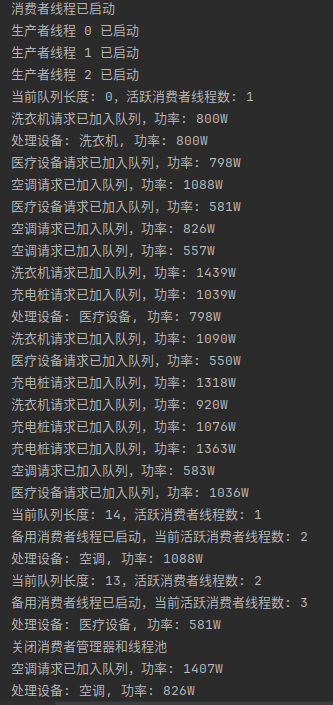 消费者线程已启动
生产者线程 0 已启动
生产者线程 1 已启动
生产者线程 2 已启动
当前队列长度: 0，活跃消费者线程数: 1
洗衣机请求已加入队列，功率: 800W
处理设备: 洗衣机, 功率: 800W
医疗设备请求已加入队列，功率: 798W
空调请求已加入队列，功率: 1088W
医疗设备请求已加入队列，功率: 581W
空调请求已加入队列，功率: 826W
空调请求已加入队列，功率: 557W
洗衣机请求已加入队列，功率: 1439W
充电桩请求已加入队列，功率: 1039W
处理设备: 医疗设备, 功率: 798W
洗衣机请求已加入队列，功率: 1090W
医疗设备请求已加入队列，功率: 550W
充电桩请求已加入队列，功率: 1318W
洗衣机请求已加入队列，功率: 920W
充电桩请求已加入队列，功率: 1076W
充电桩请求已加入队列，功率: 1363W
空调请求已加入队列，功率: 583W
医疗设备请求已加入队列，功率: 1036W
当前队列长度: 14，活跃消费者线程数: 1
备用消费者线程已启动，当前活跃消费者线程数: 2
处理设备: 空调, 功率: 1088W
当前队列长度: 13，活跃消费者线程数: 2
备用消费者线程已启动，当前活跃消费者线程数: 3
处理设备: 医疗设备, 功率: 581W
关闭消费者管理器和线程池
空调请求已加入队列，功率: 1407W
处理设备: 空调, 功率: 826W